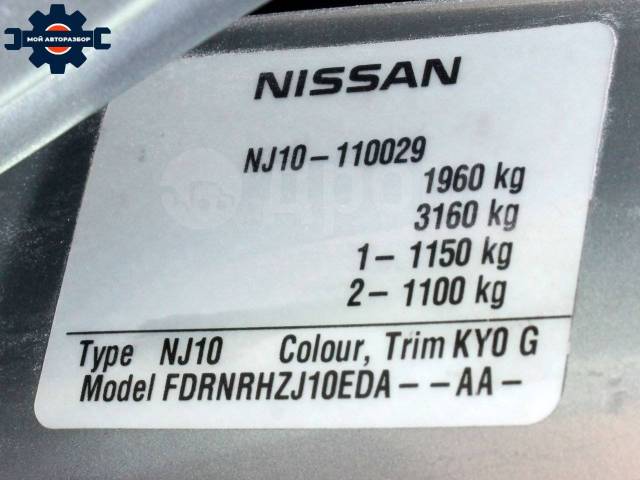 МОЙ АВТОРАЗБОР
NISSAN
NJ10-110029
1960 kg
3160 kg
1- 1150 kg
2- 1100 kg
Type NJ10 Colour, Trim KY0 G
Model FDRNRHZJ10EDA- -AA-